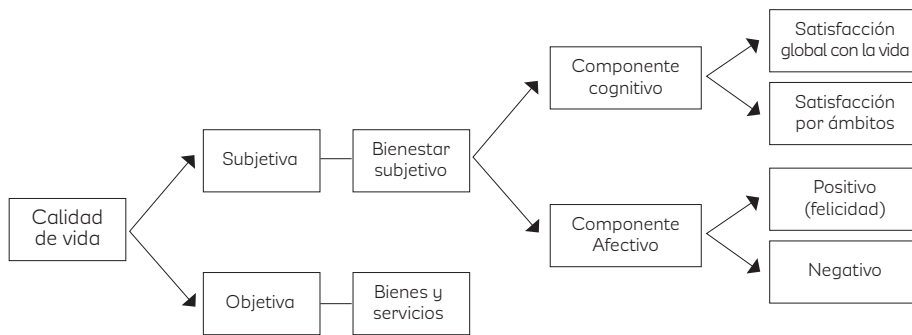 Calidad
de vida
Subjetiva
Bienestar
subjetivo
Componente
cognitivo
Satisfacción
global con la vida
Satisfacción
por ámbitos
Componente
Afectivo
Positivo
(felicidad)
Negativo
Objetiva
Bienes y
servicios